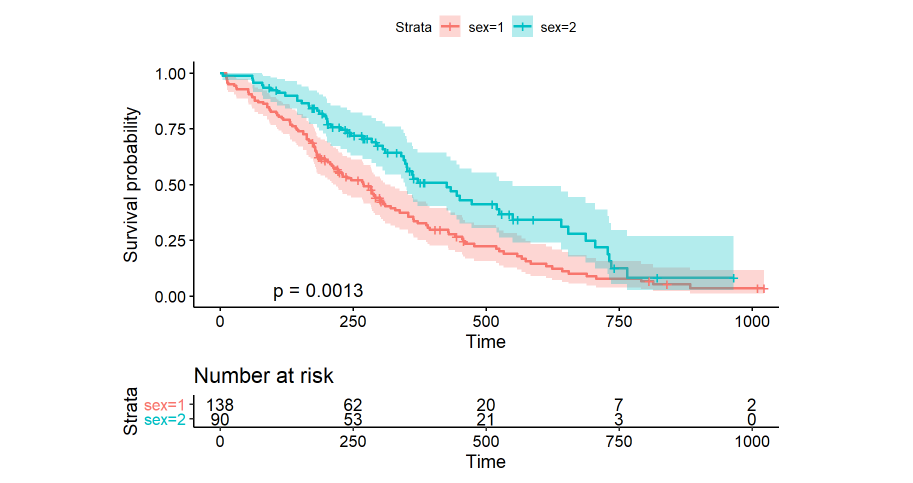 Strata sex=1 sex=2
Survival probability
1.00
0.75
0.50
0.25
0.00
p = 0.0013
0 250 500 750 1000
Time
Number at risk
Strata
sex=1 138 62 20 7 2
sex=2 90 53 21 3 0
0 250 500 750 1000
Time